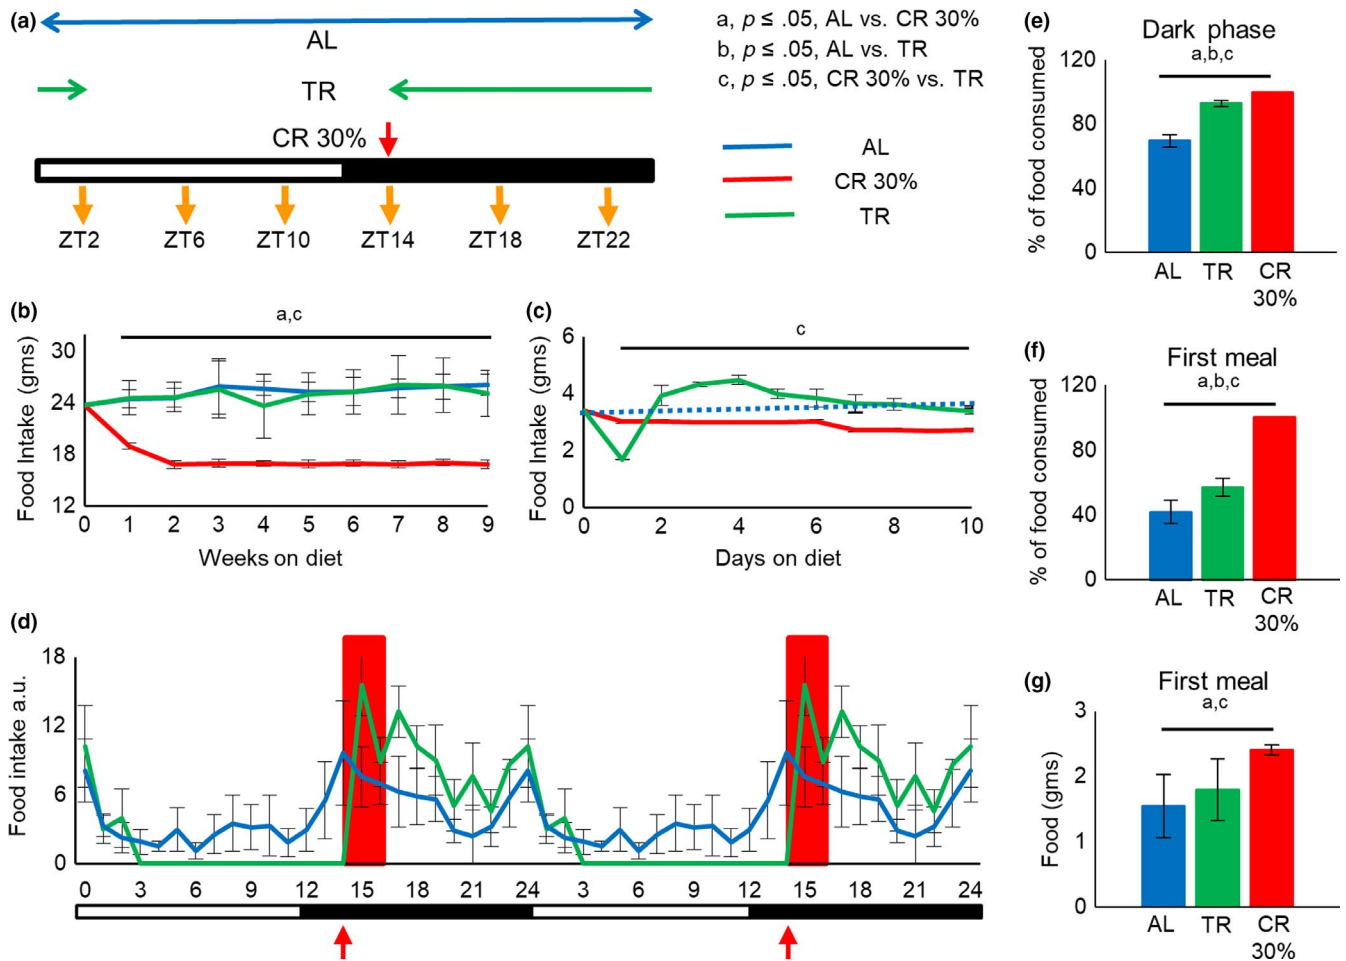 (a)
AL
TR
CR 30%
ZT2 ZT6 ZT10 ZT14 ZT18 ZT22
a, p ≤ .05, AL vs. CR 30%
b, p ≤ .05, AL vs. TR
c, p ≤ .05, CR 30% vs. TR
AL
CR 30%
TR
(b)
a,c
Food Intake (gms)
30
24
18
12
0 1 2 3 4 5 6 7 8 9
Weeks on diet
(c)
c
Food Intake (gms)
6
4
2
0
0 2 4 6 8 10
Days on diet
(d)
Food intake a.u.
18
12
6
0
0 3 6 9 12 15 18 21 24 3 6 9 12 15 18 21 24
(e)
Dark phase
a,b,c
% of food consumed
120
80
40
0
AL TR CR
30%
(f)
First meal
a,b,c
% of food consumed
120
80
40
0
AL TR CR
30%
(g)
First meal
a,c
Food (gms)
3
2
1
0
AL TR CR
30%